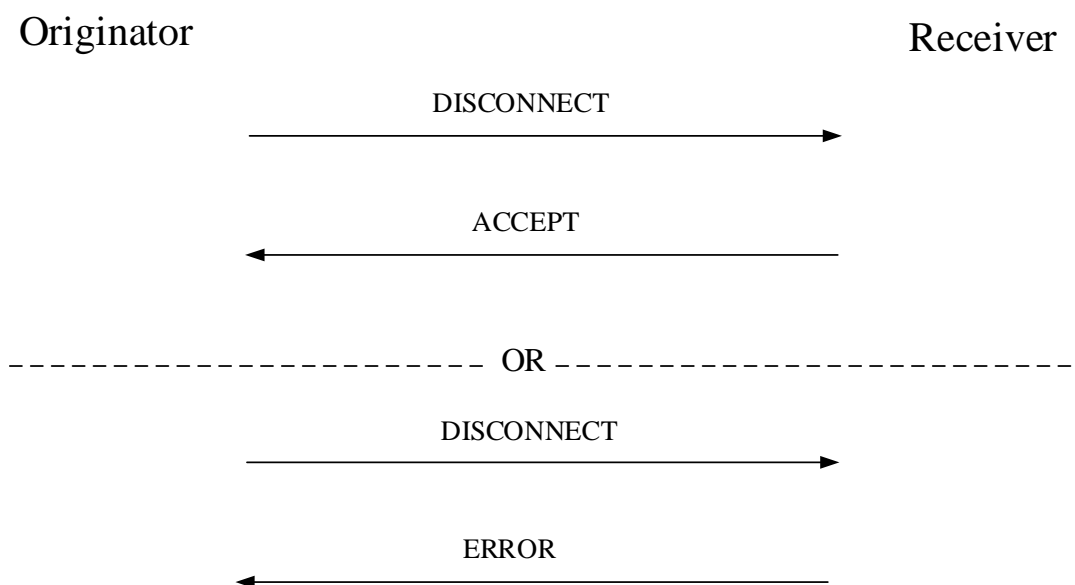 Originator
Receiver
DISCONNECT
ACCEPT
OR
DISCONNECT
ERROR